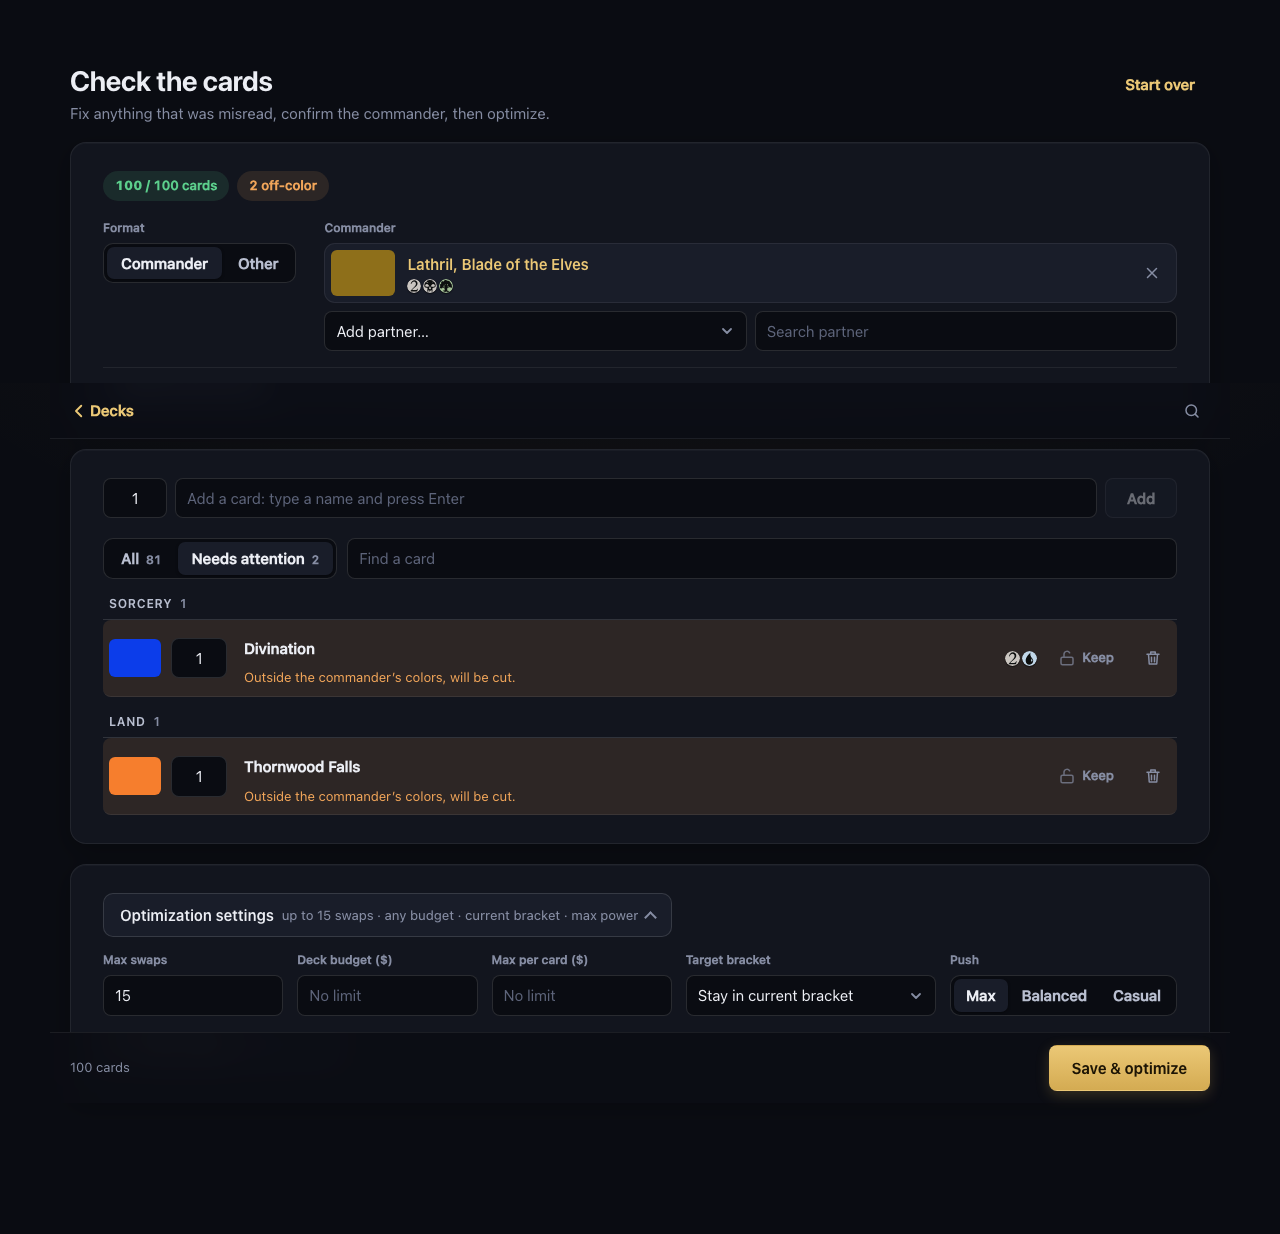 Check the cards
Start over
Fix anything that was misread, confirm the commander, then optimize.
100 / 100 cards
2 off-color
Format
Commander
Commander
Other
Lathril, Blade of the Elves
2
Add partner...
Search partner
Decks
1
Add a card: type a name and press Enter
Add
All 81
Needs attention 2
Find a card
SORCERY 1
1
Divination
Outside the commander's colors, will be cut.
2
Keep
LAND 1
1
Thornwood Falls
Outside the commander's colors, will be cut.
Keep
Optimization settings up to 15 swaps · any budget · current bracket · max power
Max swaps
Deck budget ($)
Max per card ($)
Target bracket
Push
15
No limit
No limit
Stay in current bracket
Max
Balanced
Casual
100 cards
Save & optimize